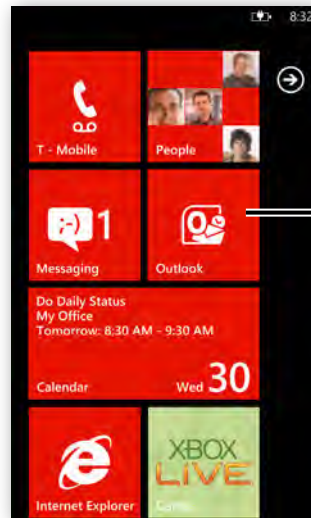 8:32
T - Mobile
People
;-) 1
Messaging
Outlook
Do Daily Status
My Office
Tomorrow: 8:30 AM - 9:30 AM
Calendar
Wed 30
Internet Explorer
XBOX
LIVE
Games